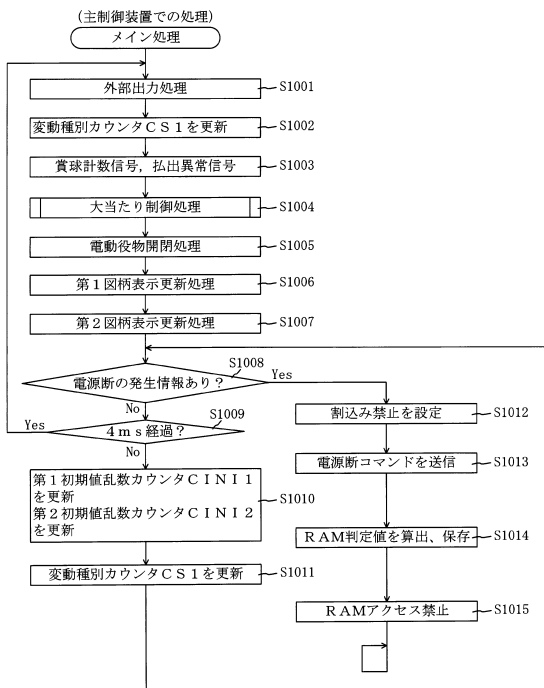 (主制御装置での処理)
メイン処理
外部出力処理
S1001
変動種別カウンタCS1を更新
S1002
賞球計数信号,払出異常信号
S1003
大当たり制御処理
S1004
電動役物開閉処理
S1005
第1図柄表示更新処理
S1006
第2図柄表示更新処理
S1007
電源断の発生情報あり?
S1008
Yes
No
4ms経過?
S1009
Yes
No
第1初期値乱数カウンタCINI1
を更新
第2初期値乱数カウンタCINI2
を更新
S1010
変動種別カウンタCS1を更新
S1011
割込み禁止を設定
S1012
電源断コマンドを送信
S1013
RAM判定値を算出、保存
S1014
RAMアクセス禁止
S1015